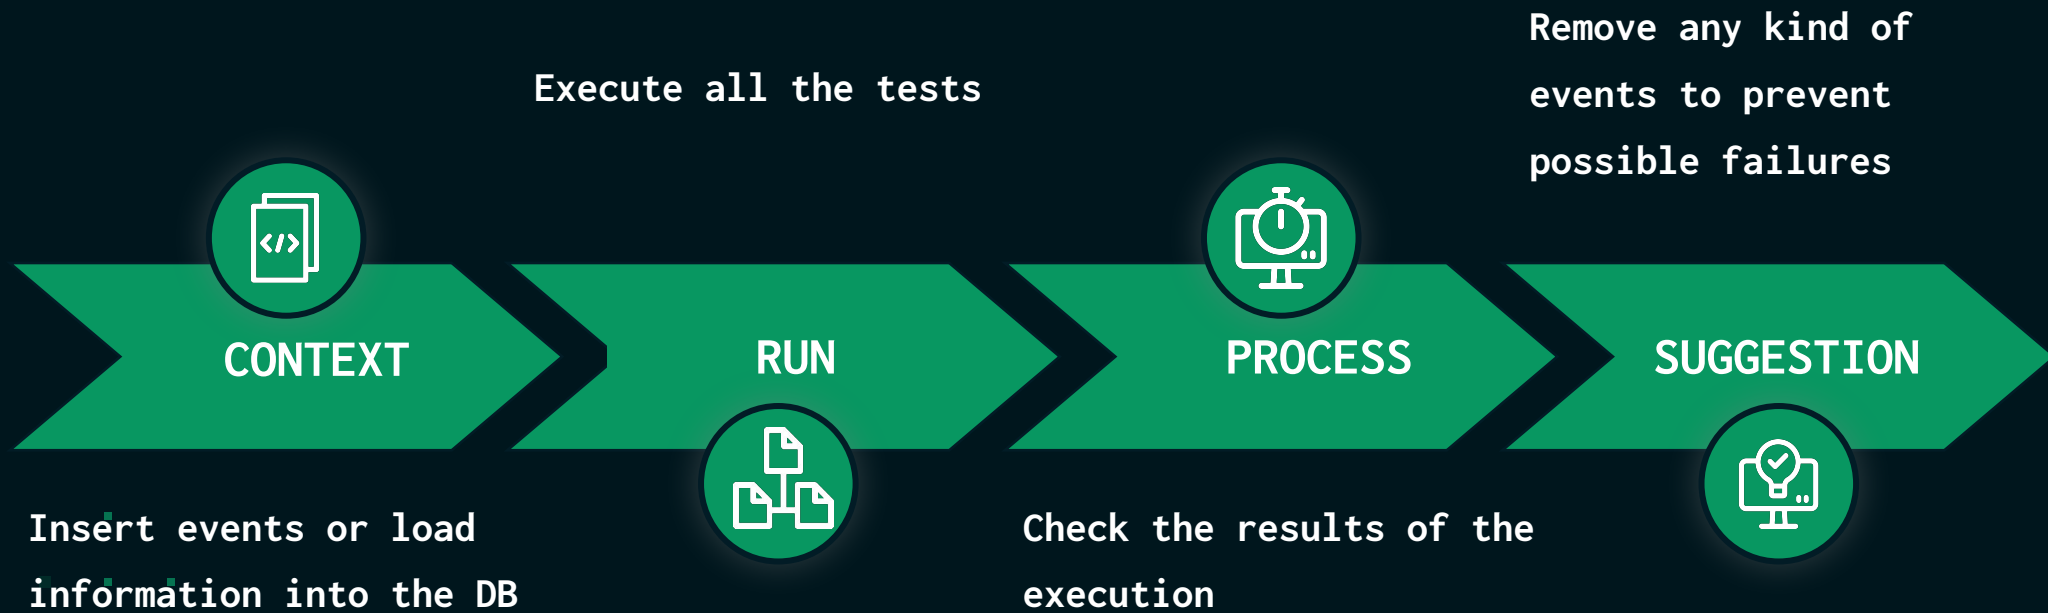 Remove any kind of
events to prevent
possible failures
Execute all the tests
</>
CONTEXT
RUN
PROCESS
SUGGESTION
Insert events or load
information into the DB
Check the results of the
execution